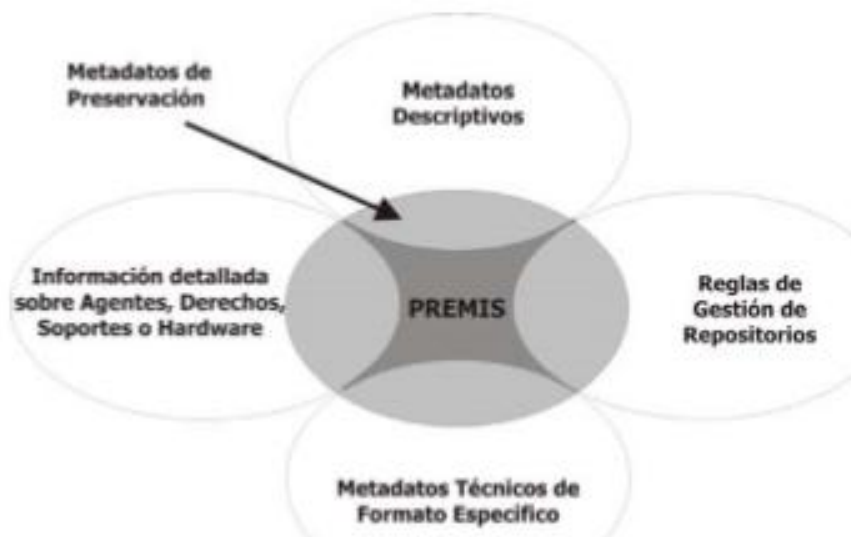 Metadatos de
Preservación
Metadatos
Descriptivos
Información detallada
sobre Agentes, Derechos,
Soportes o Hardware
PREMIS
Reglas de
Gestión de
Repositorios
Metadatos Técnicos de
Formato Especifico